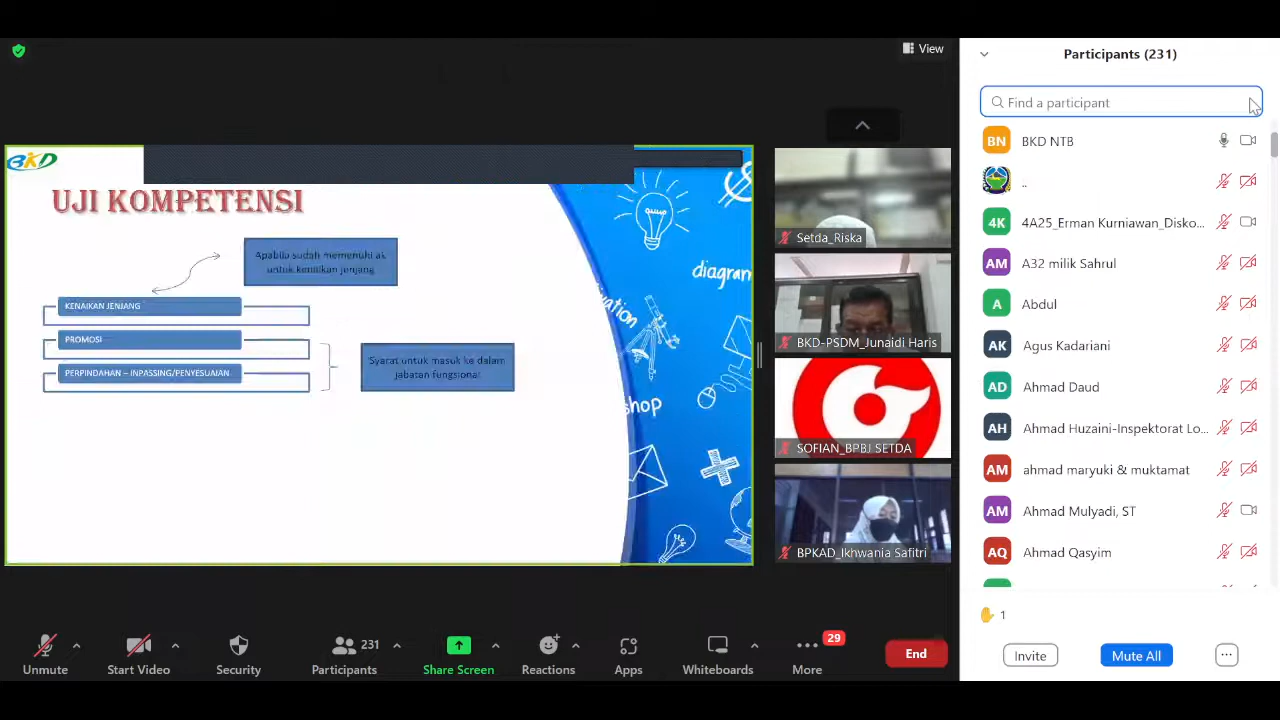 View
BKD
UJI KOMPETENSI
Apabila sudah memenuhi ak
untuk kenaikan jenjang
KENAIKAN JENJANG
PROMOSI
PERPINDAHAN – INPASSING/PENYESUAIAN
Syarat untuk masuk ke dalam
jabatan fungsional
diagram
vation
shop
Setda_Riska
BKD-PSDM_Junaidi Haris
SOFIAN_BPBJ SETDA
BPKAD_Ikhwania Safitri
Participants (231)
Find a participant
BN BKD NTB
..
4K 4A25_Erman Kurniawan_Disko...
AM A32 milik Sahrul
A Abdul
AK Agus Kadariani
AD Ahmad Daud
AH Ahmad Huzaini-Inspektorat Lo...
AM ahmad maryuki & muktamat
AM Ahmad Mulyadi, ST
AQ Ahmad Qasyim
1
Invite
Mute All
...
Unmute
Start Video
Security
231
Participants
Share Screen
Reactions
Apps
Whiteboards
29
More
End